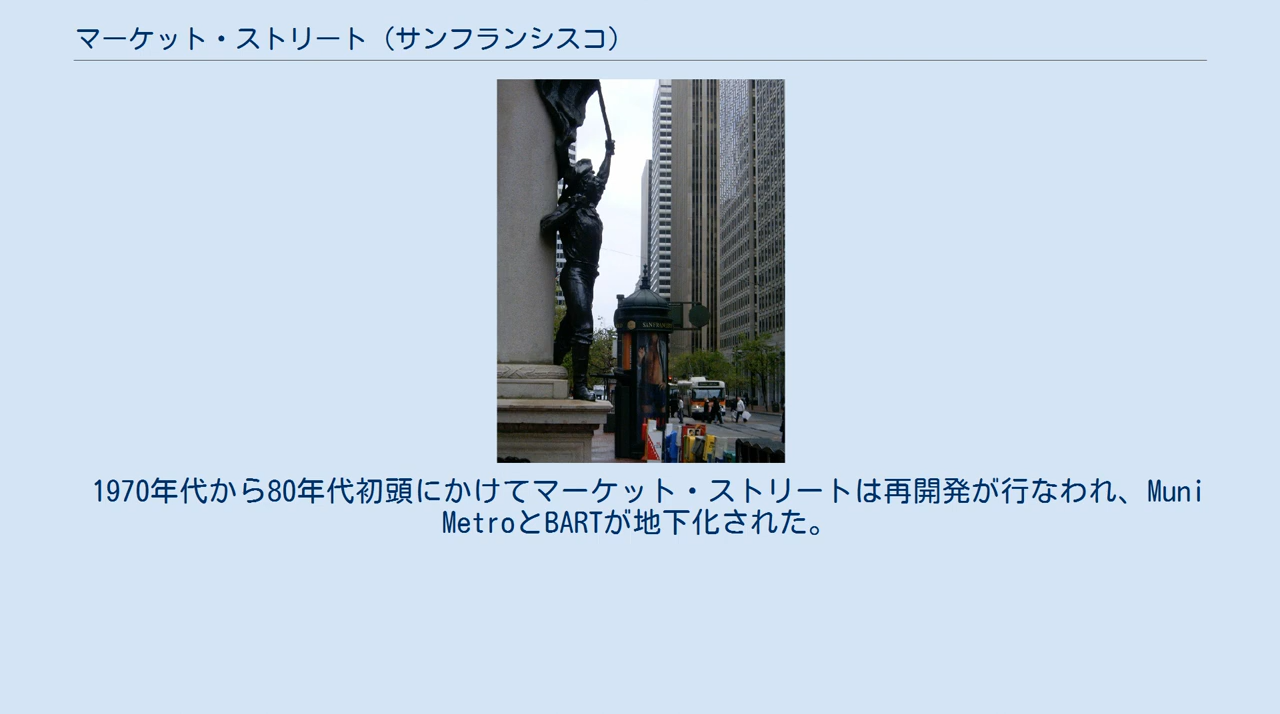 マーケット・ストリート（サンフランシスコ）
1970年代から80年代初頭にかけてマーケット・ストリートは再開発が行なわれ、Muni
MetroとBARTが地下化された。